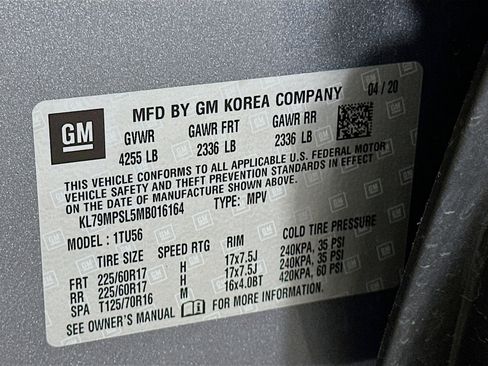 MFD BY GM KOREA COMPANY 04 / 20
GM
GVWR GAWR FRT GAWR RR
4255 LB 2336 LB 2336 LB
THIS VEHICLE CONFORMS TO ALL APPLICABLE U.S. FEDERAL MOTOR
VEHICLE SAFETY AND THEFT PREVENTION STANDARDS IN EFFECT
ON THE DATE OF MANUFACTURE SHOWN ABOVE.
KL79MPSL5MB016164 TYPE: MPV
MODEL : 1TU56
TIRE SIZE SPEED RTG RIM COLD TIRE PRESSURE
FRT 225/60R17 H 17x7.5J 240KPA, 35 PSI
RR 225/60R17 H 17x7.5J 240KPA, 35 PSI
SPA T125/70R16 M 16x4.0BT 420KPA, 60 PSI
SEE OWNER'S MANUAL FOR MORE INFORMATION.